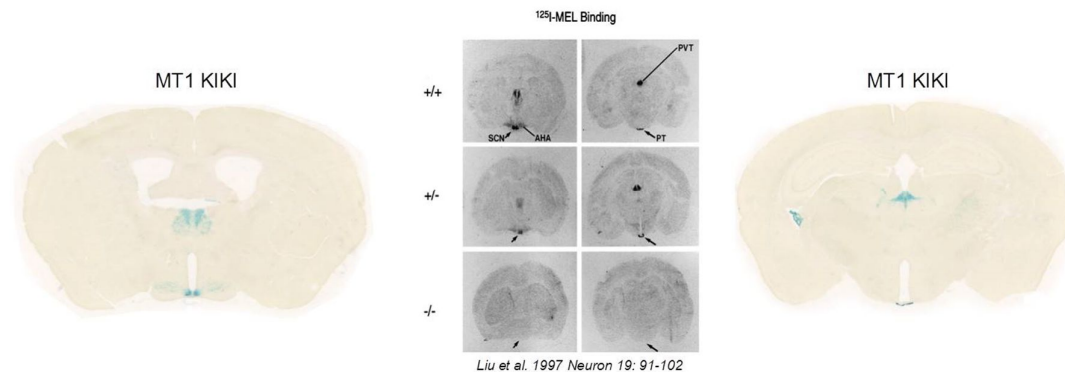 ¹²⁵I-MEL Binding
MT1 KIKI
+/+
SCN
AHA
PVT
PT
+/-
-/-
MT1 KIKI
Liu et al. 1997 Neuron 19: 91-102